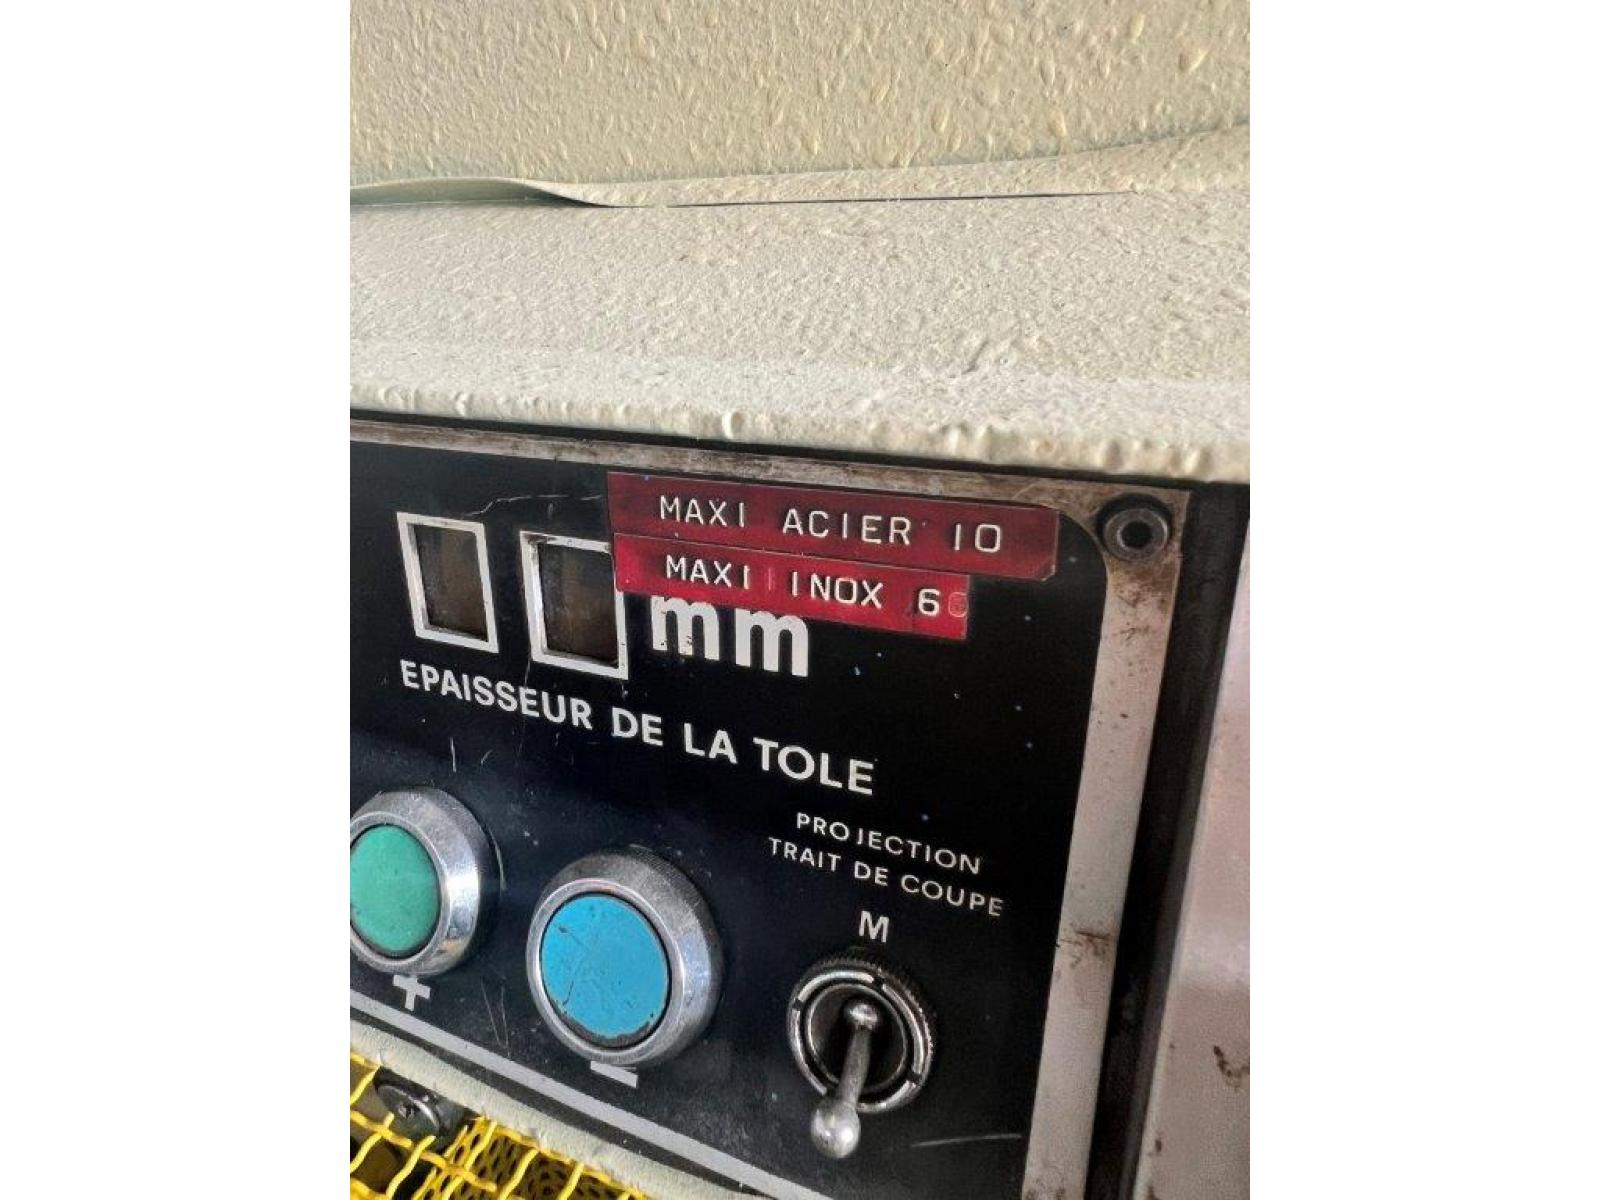 MAXI ACIER 10
MAXI INOX 6
mm
EPAISSEUR DE LA TOLE
PROJECTION
TRAIT DE COUPE
M
+
-